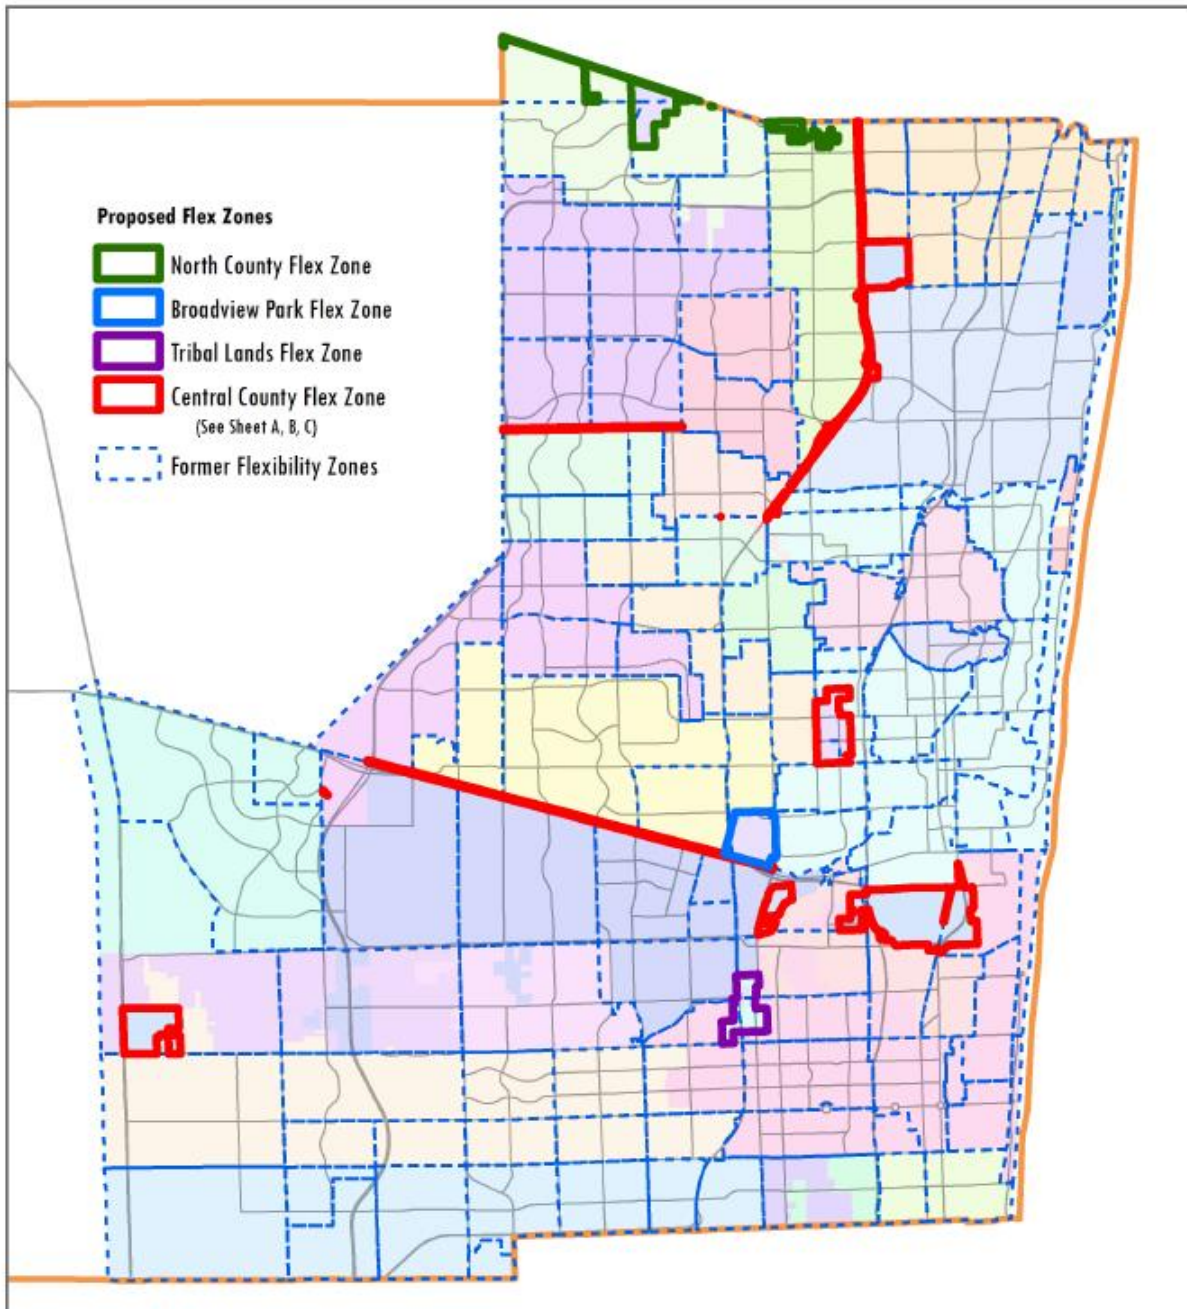 Proposed Flex Zones
North County Flex Zone
Broadview Park Flex Zone
Tribal Lands Flex Zone
Central County Flex Zone
(See Sheet A, B, C)
Former Flexibility Zones